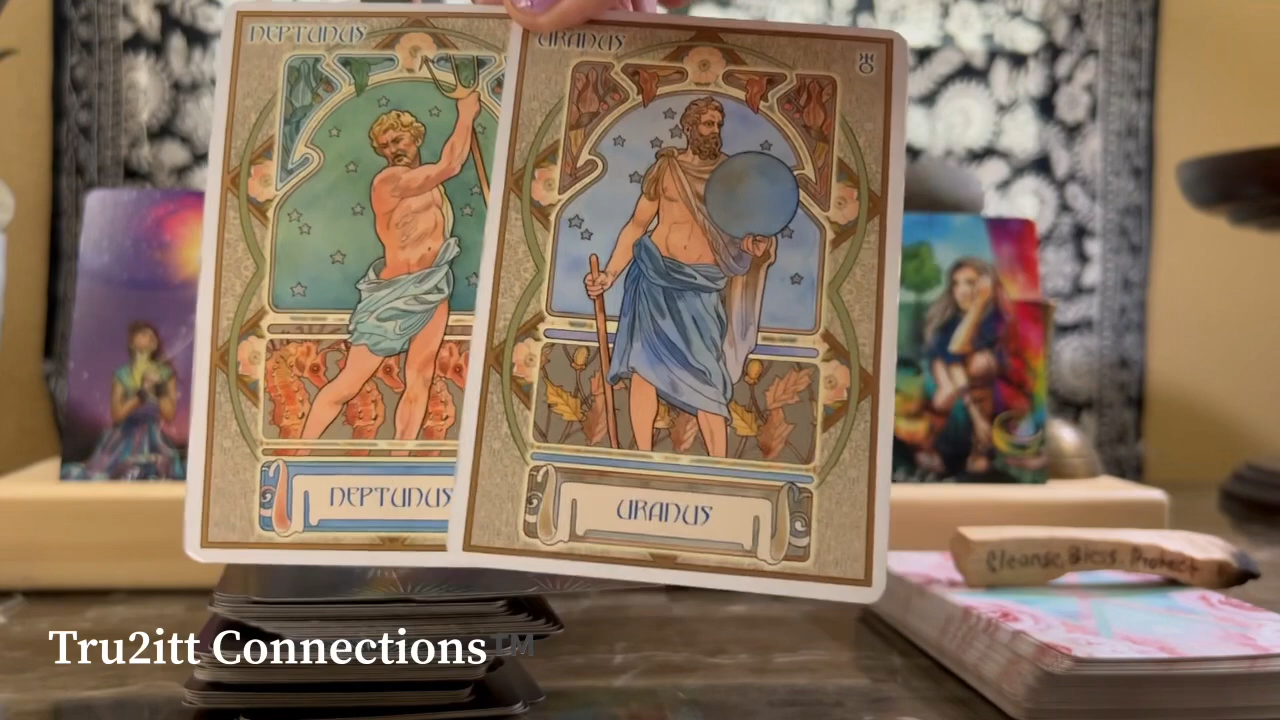 NEPTUNUS
URANUS
NEPTUNUS
URANUS
Cleanse. Bless. Protect
Tru2itt Connections™